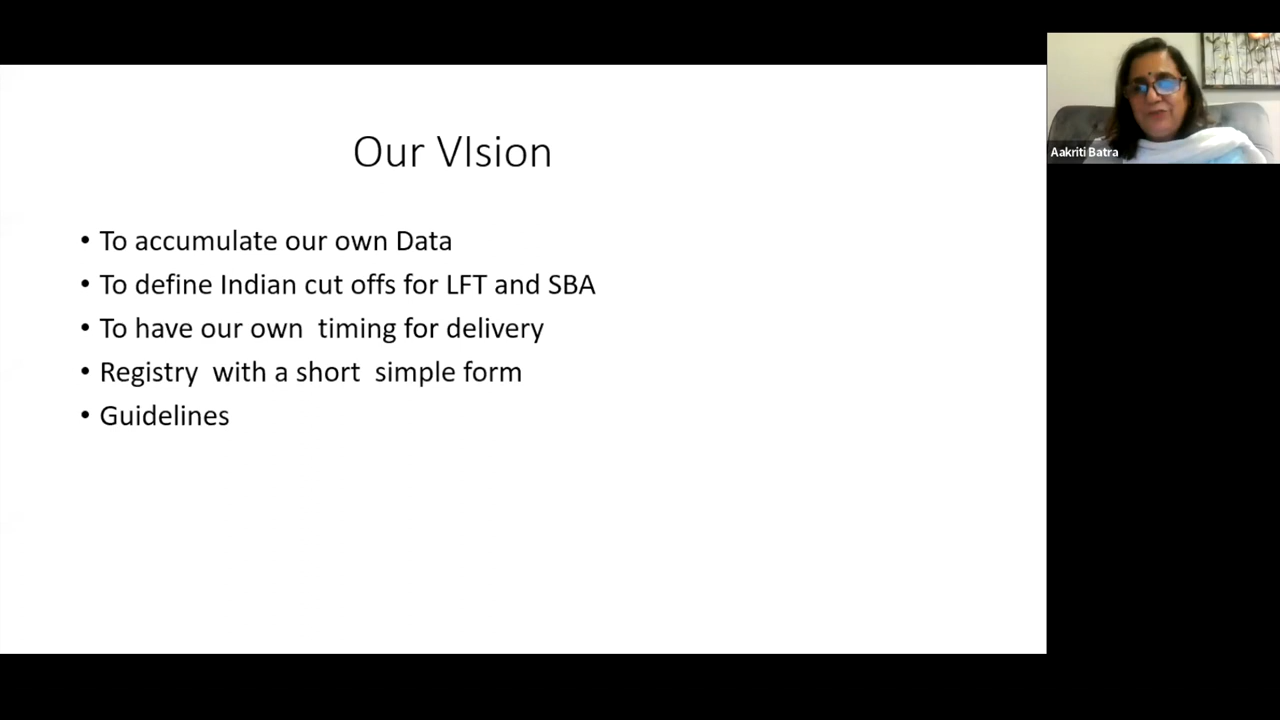 Our VIsion
• To accumulate our own Data
• To define Indian cut offs for LFT and SBA
• To have our own  timing for delivery
• Registry  with a short  simple form
• Guidelines
Aakriti Batra